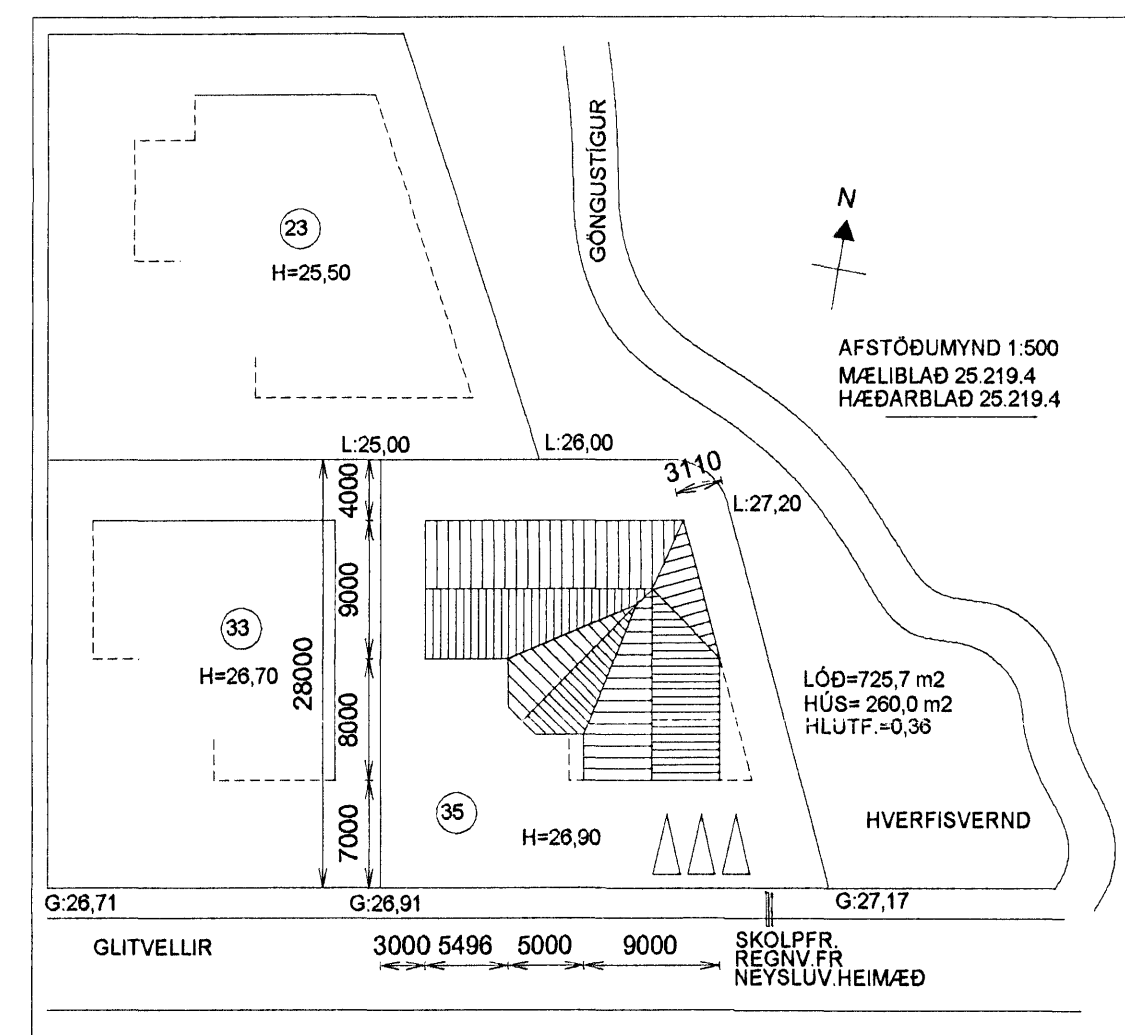 GÖNGUSTÍGUR
N
23
H=25,50
AFSTÖÐUMYND 1:500
MÆLIBLAÐ 25.219.4
HÆÐARBLAÐ 25.219.4
L:25,00
L:26,00
3110
L:27,20
4000
9000
28000
8000
7000
33
H=26,70
LÓÐ=725,7 m2
HÚS= 260,0 m2
HLUTF.=0,36
35
H=26,90
HVERFISVERND
G:26,71
G:26,91
G:27,17
GLITVELLIR
3000 5496 5000 9000
SKOLPFR.
REGNV.FR
NEYSLUV.HEIMÆÐ